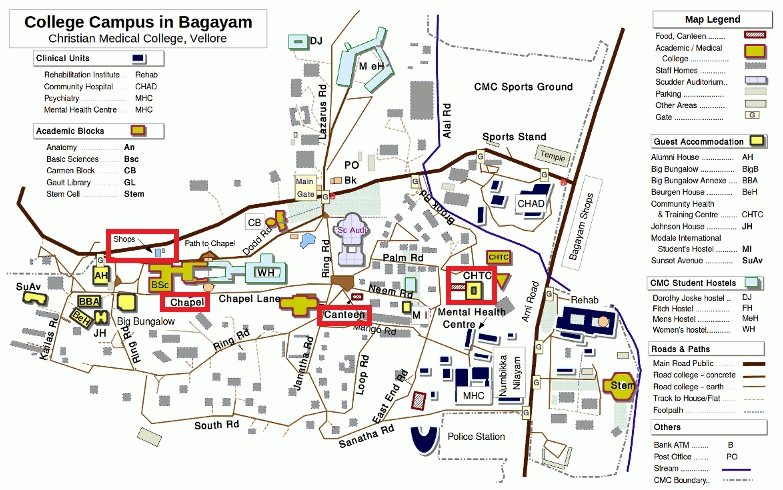 College Campus in Bagayam
Christian Medical College, Vellore
Clinical Units
Rehabilitation Institute Rehab
Community Hospital CHAD
Psychiatry ........ MHC
Mental Health Centre .. MHC
Academic Blocks
Anatomy ......... An
Basic Sciences ... Bsc
Carmen Block .... CB
Gault Library ..... GL
Stem Cell ........ Stem
DJ
MeH
Lazarus Rd
Alai Rd
CMC Sports Ground
Sports Stand
Temple
PO
Bk
Main Gate
G
G
G
G
G
G
G
B
B
Shops
Path to Chapel
Dodd Rd
CB
Sc Audi
Brook Rd
CHAD
Bagayam Shops
AH
BSc
WH
Ring Rd
Palm Rd
CHTC
CHTC
SuAv
BBA
BeH
JH
Chapel
Chapel Lane
Big Bungalow
Neem Rd
Canteen
Mango Rd
M I
Mental Health Centre
Arni Road
Rehab
Kailas Rd
Ring Rd
Ring Rd
Janatha Rd
Loop Rd
East End Rd
Numbikka Nilayam
MHC
Stem
South Rd
Sanatha Rd
Police Station
Map Legend
Food, Canteen
Academic / Medical
College
Staff Homes
Scudder Auditorium
Parking
Other Areas
Gate
G
Guest Accommodation
Alumni House AH
Big Bungalow BigB
Big Bungalow Annexe BBA
Beurgen House BeH
Community Health
& Training Centre CHTC
Johnson House JH
Modale International
Student's Hostel MI
Sunset Avenue SuAv
CMC Student Hostels
Dorothy Joske hostel .. DJ
Fitch Hostel FH
Mens Hostel MeH
Women's hostel WH
Roads & Paths
Main Road Public
Road college – concrete
Road college – earth
Track to House/Flat
Footpath
Others
Bank ATM B
Post Office PO
Stream
CMC Boundary